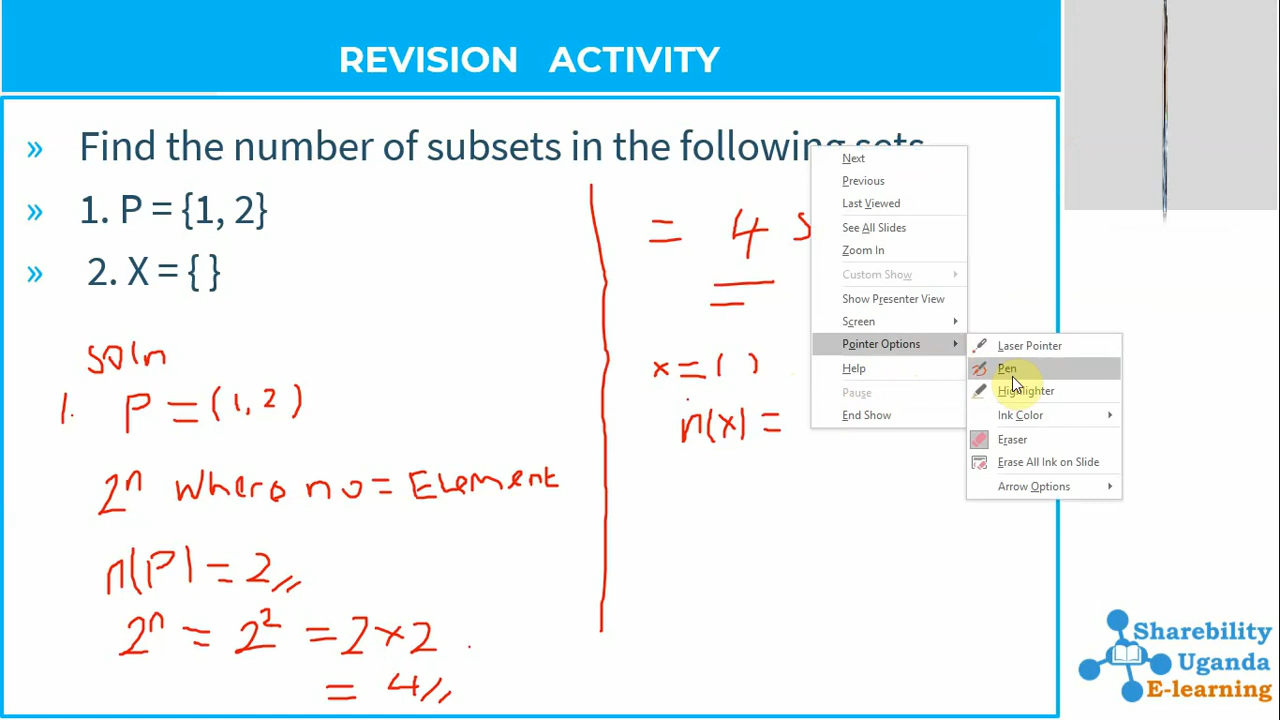 REVISION ACTIVITY
» Find the number of subsets in the following sets
» 1. P = {1, 2}
» 2. X = { }
soln
1. P = (1, 2)
2ⁿ where no = Element
n(P) = 2
2ⁿ = 2² = 2 × 2
= 4
= 4 s
x = ( )
n(x) =
Next
Previous
Last Viewed
See All Slides
Zoom In
Custom Show
Show Presenter View
Screen
Pointer Options
Help
Pause
End Show
Laser Pointer
Pen
Highlighter
Ink Color
Eraser
Erase All Ink on Slide
Arrow Options
Sharebility
Uganda
E-learning